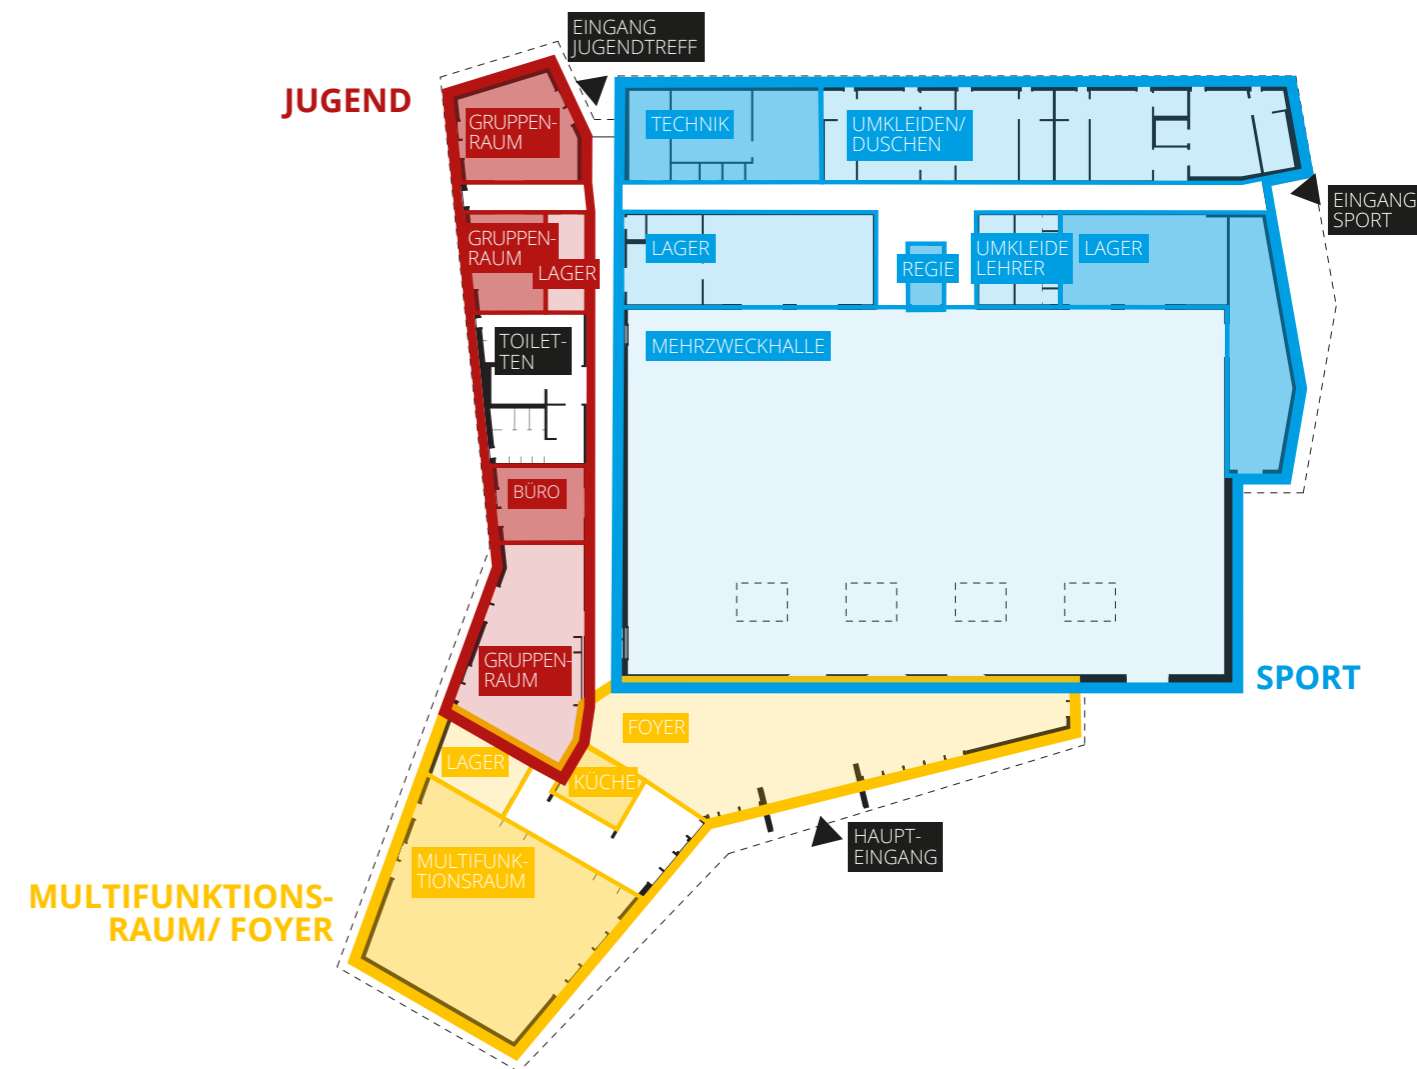 EINGANG
JUGENDTREFF
JUGEND
GRUPPEN-
RAUM
TECHNIK
UMKLEIDEN/
DUSCHEN
EINGANG
SPORT
GRUPPEN-
RAUM
LAGER
LAGER
REGIE
UMKLEIDE
LEHRER
LAGER
TOILET-
TEN
MEHRZWECKHALLE
BÜRO
GRUPPEN-
RAUM
SPORT
FOYER
LAGER
KÜCHE
HAUPT-
EINGANG
MULTIFUNK-
TIONSRAUM
MULTIFUNKTIONS-
RAUM/ FOYER